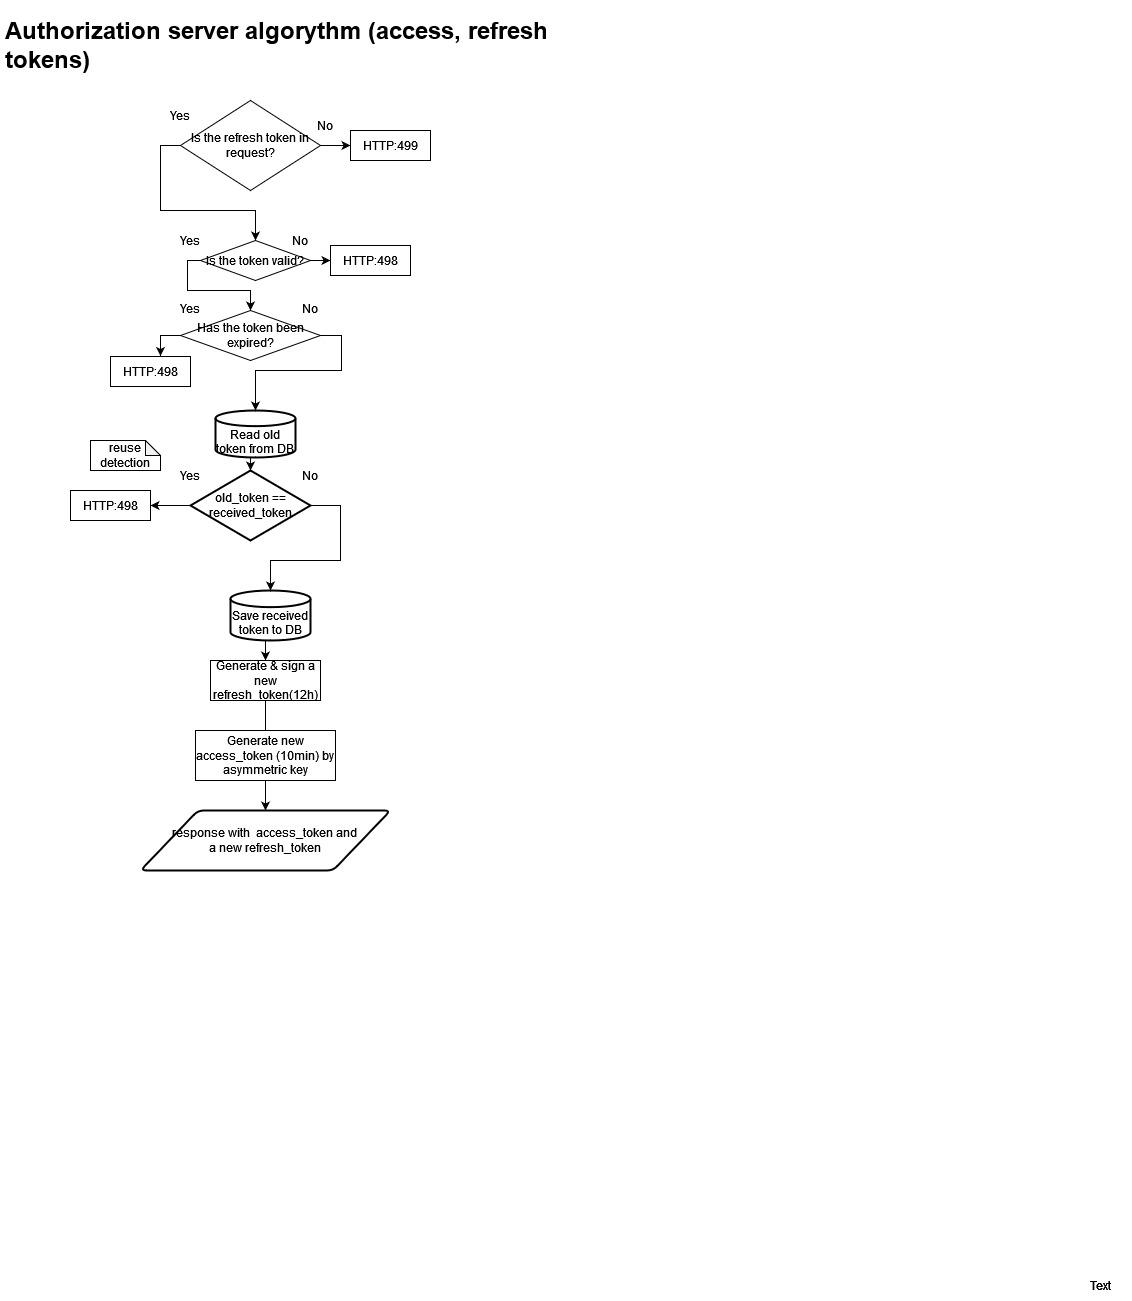 Authorization server algorythm (access, refresh
tokens)
Yes
No
Is the refresh token in
request?
HTTP:499
Yes
No
Is the token valid?
HTTP:498
Yes
No
Has the token been
expired?
HTTP:498
Read old
token from DB
reuse
detection
Yes
No
old_token ==
received_token
HTTP:498
Save received
token to DB
Generate & sign a
new
refresh_token(12h)
Generate new
access_token (10min) by
asymmetric key
response with  access_token and
a new refresh_token
Text